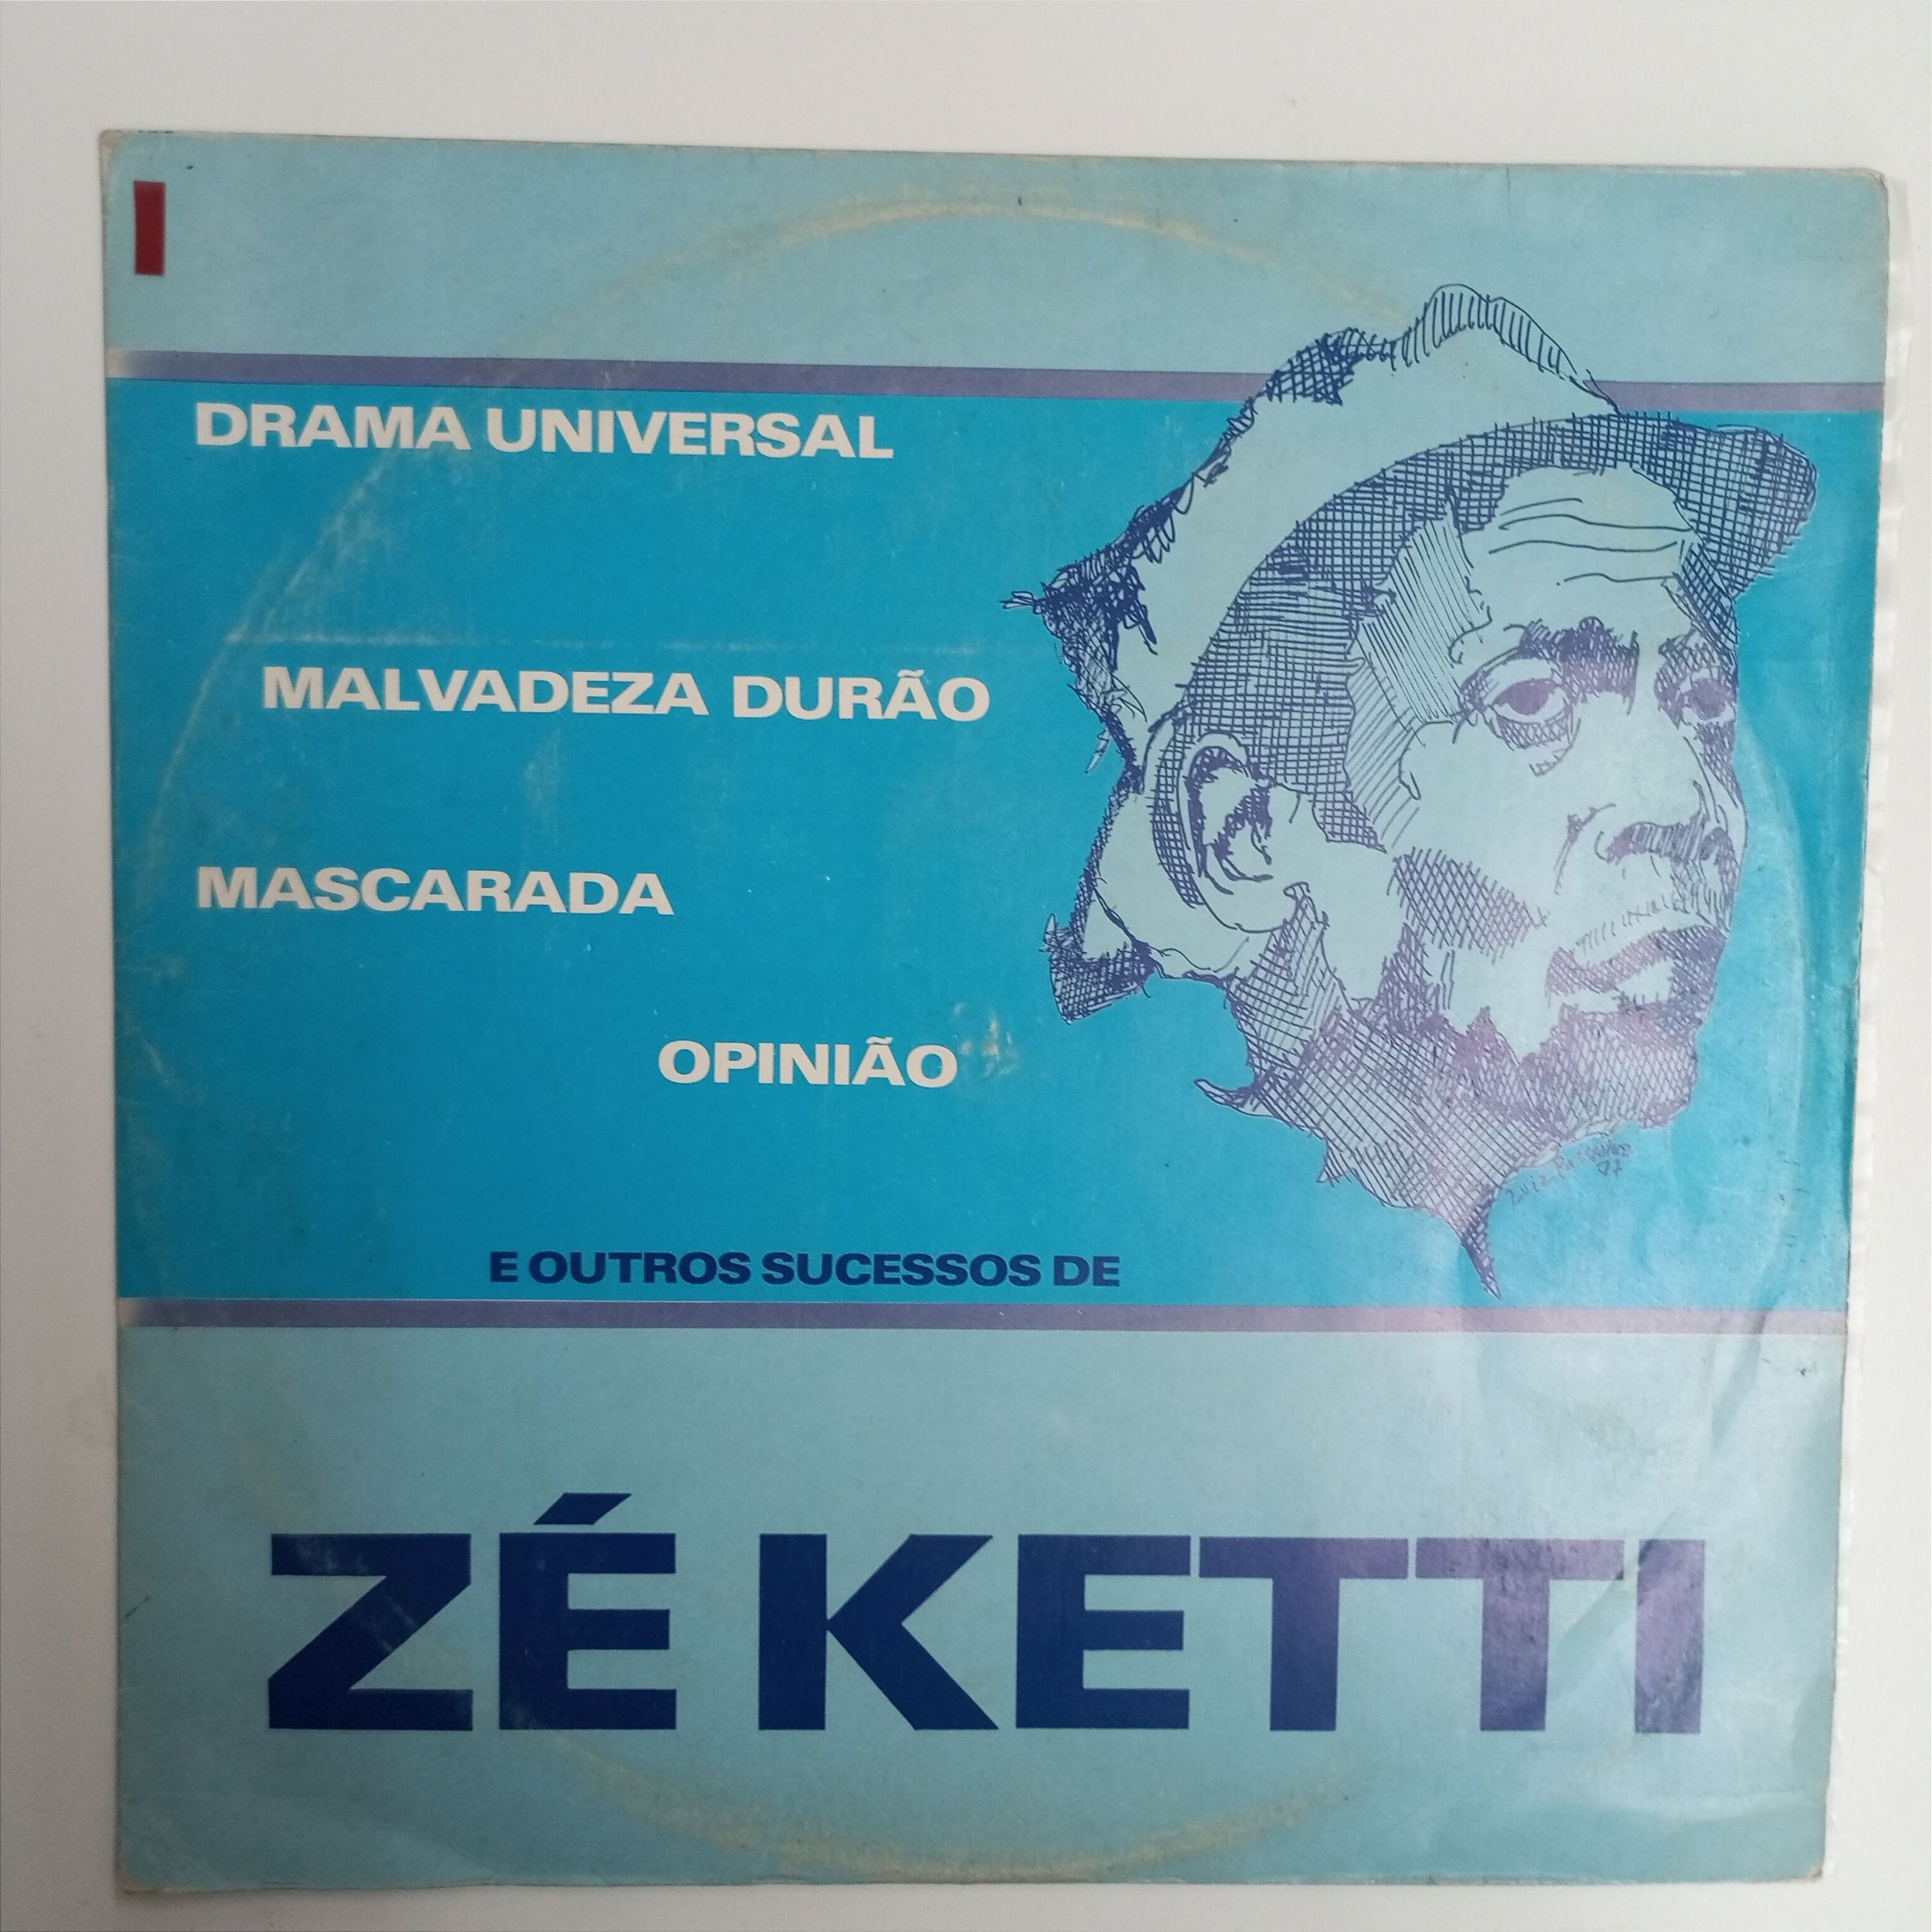 DRAMA UNIVERSAL
MALVADEZA DURÃO
MASCARADA
OPINIÃO
E OUTROS SUCESSOS DE
ZÉ KETTI